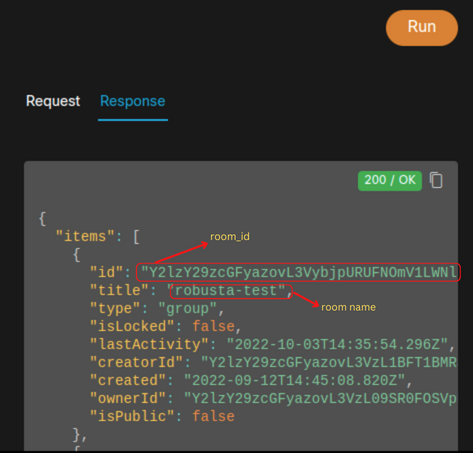 Run
Request Response
200 / OK
{
"items": [
room_id
{
"id": "Y2lzY29zcGFyazovL3VybjpURUFNOmV1LWNl
"title": "robusta-test",
room name
"type": "group",
"isLocked": false,
"lastActivity": "2022-10-03T14:35:54.296Z",
"creatorId": "Y2lzY29zcGFyazovL3VzL1BFT1BMR
"created": "2022-09-12T14:45:08.820Z",
"ownerId": "Y2lzY29zcGFyazovL3VzL09SR0FOSVp
"isPublic": false
},
{